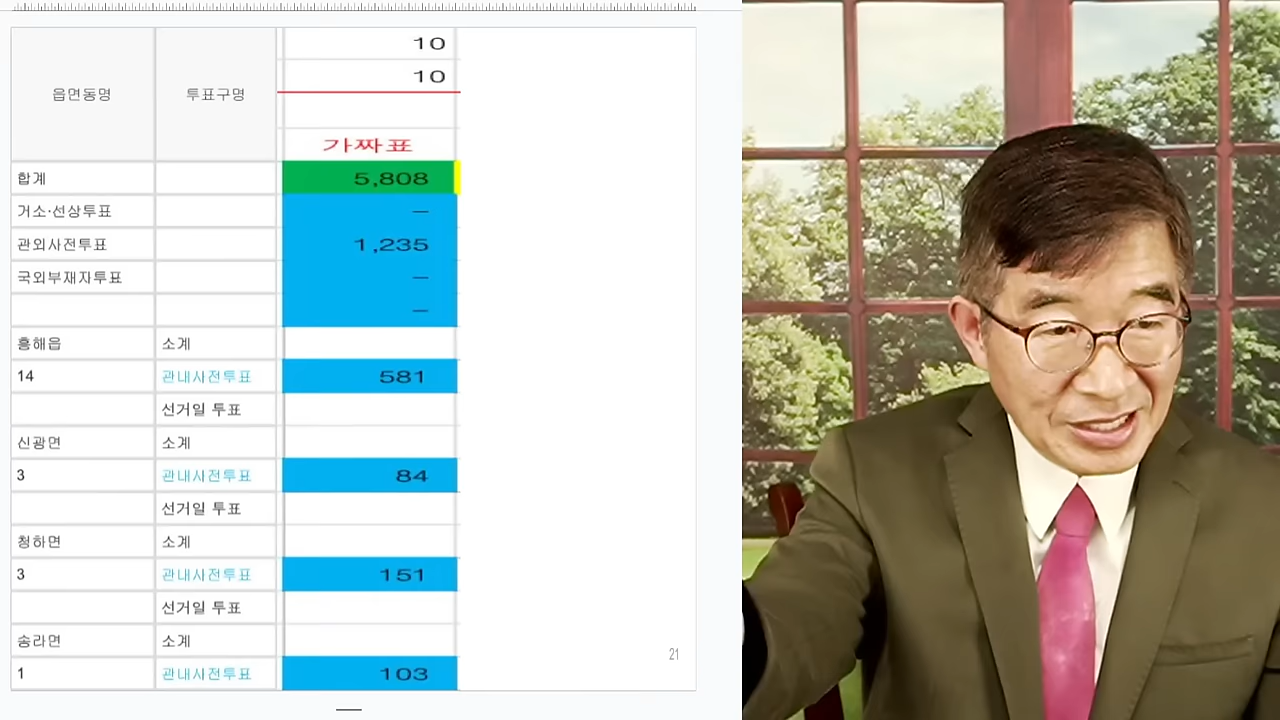 10
읍면동명 투표구명 10
가짜표
합계 5,808
거소·선상투표 —
관외사전투표 1,235
국외부재자투표 —
—
흥해읍 소계
14 관내사전투표 581
선거일 투표
신광면 소계
3 관내사전투표 84
선거일 투표
청하면 소계
3 관내사전투표 151
선거일 투표
송라면 소계
21
1 관내사전투표 103